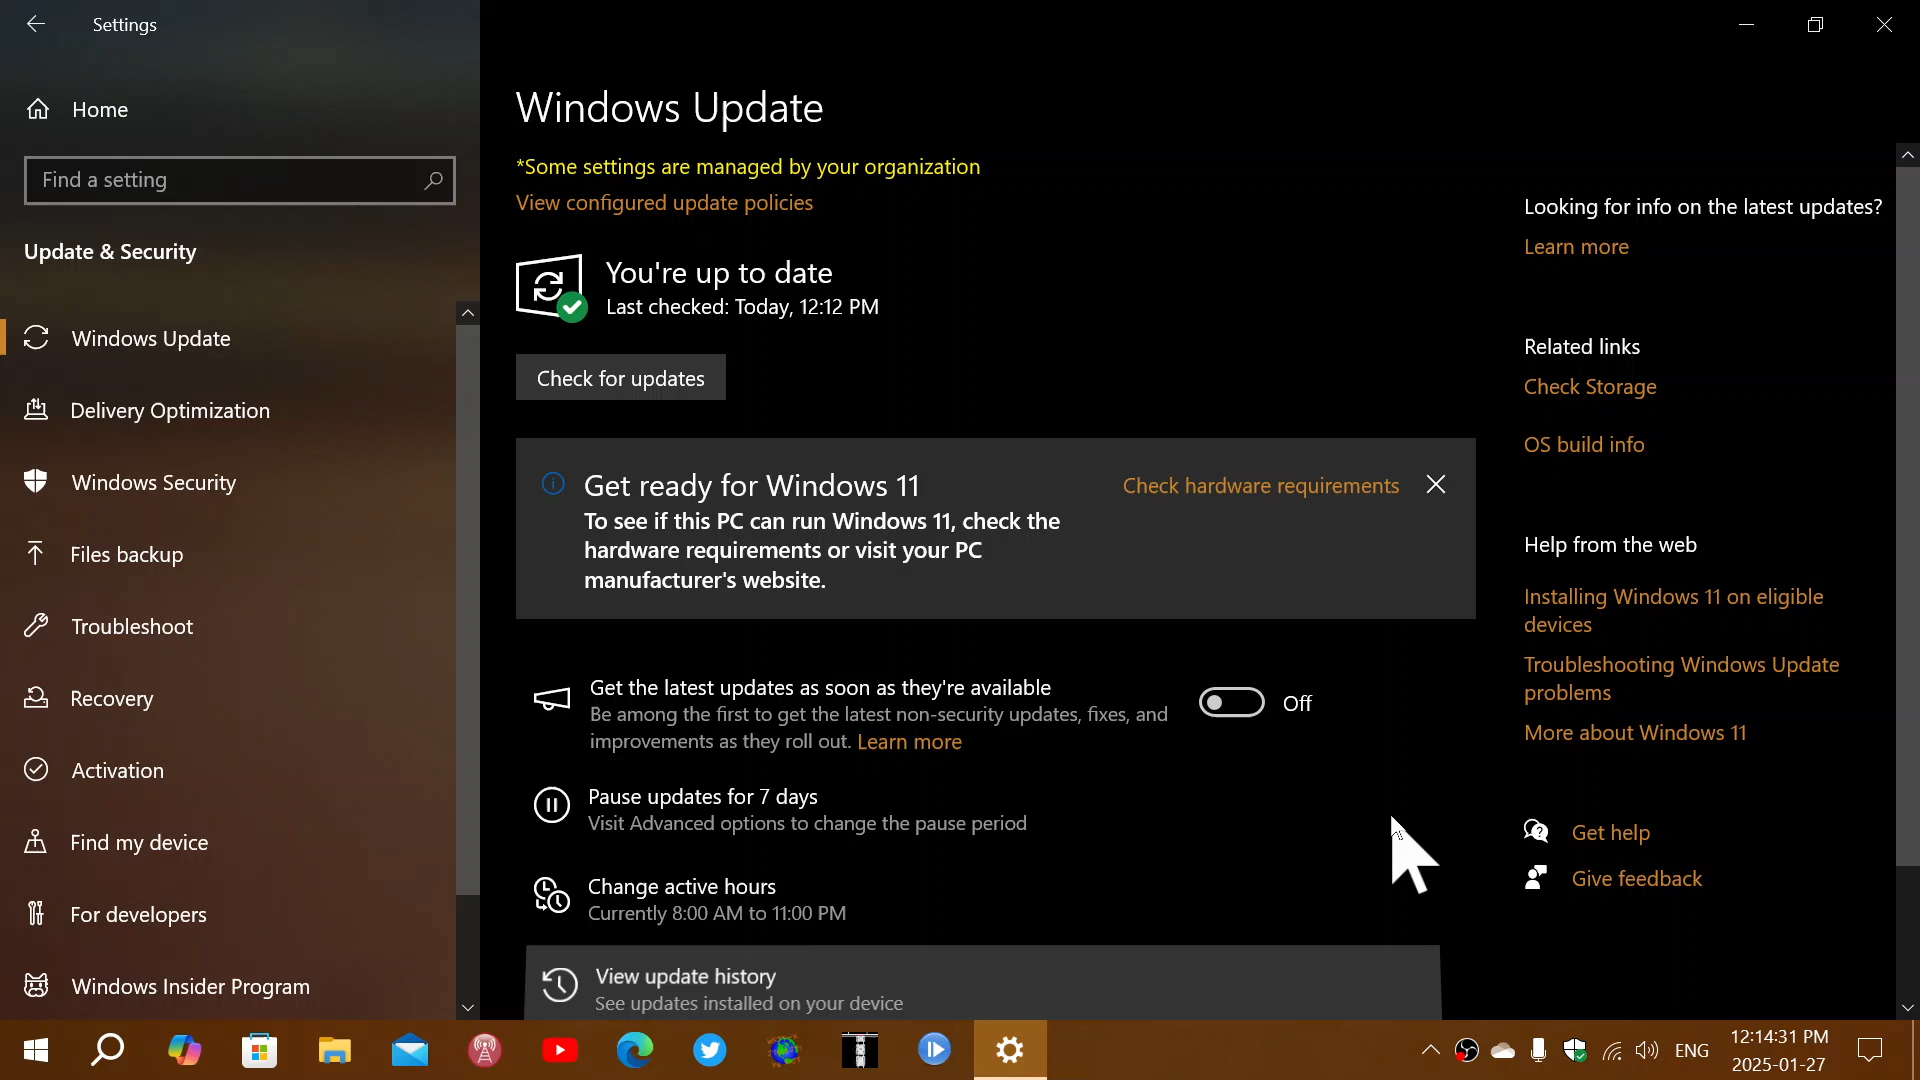 Settings
Home
Find a setting
Update & Security
Windows Update
Delivery Optimization
Windows Security
Files backup
Troubleshoot
Recovery
Activation
Find my device
For developers
Windows Insider Program
Windows Update
*Some settings are managed by your organization
View configured update policies
You're up to date
Last checked: Today, 12:12 PM
Check for updates
Get ready for Windows 11
Check hardware requirements
To see if this PC can run Windows 11, check the
hardware requirements or visit your PC
manufacturer's website.
Get the latest updates as soon as they're available
Be among the first to get the latest non-security updates, fixes, and
improvements as they roll out. Learn more
Off
Pause updates for 7 days
Visit Advanced options to change the pause period
Change active hours
Currently 8:00 AM to 11:00 PM
View update history
See updates installed on your device
Looking for info on the latest updates?
Learn more
Related links
Check Storage
OS build info
Help from the web
Installing Windows 11 on eligible
devices
Troubleshooting Windows Update
problems
More about Windows 11
Get help
Give feedback
ENG
12:14:31 PM
2025-01-27